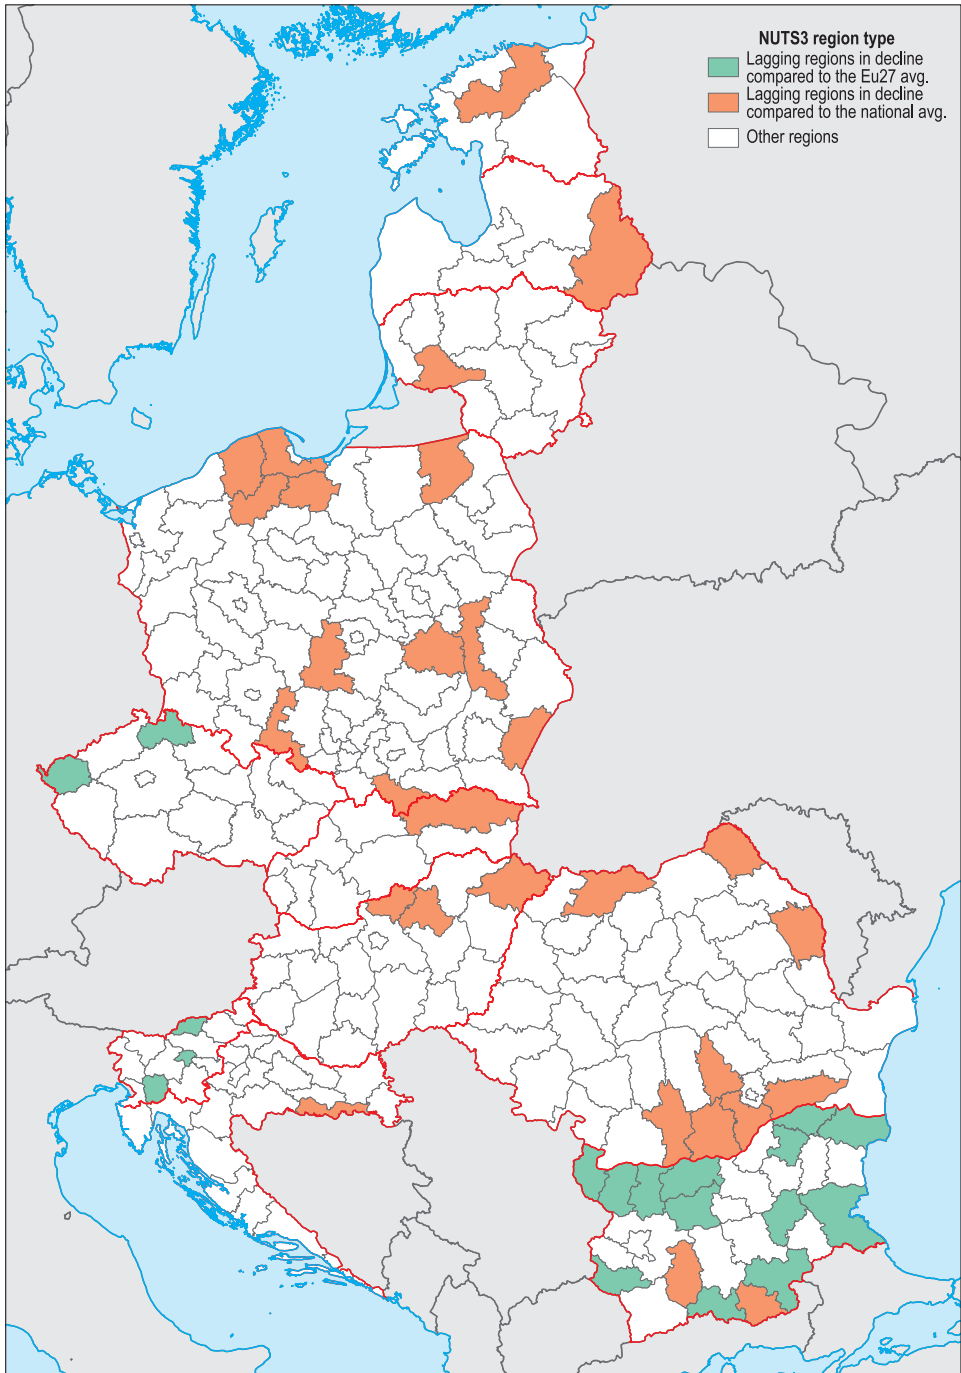 NUTS3 region type
Lagging regions in decline
compared to the Eu27 avg.
Lagging regions in decline
compared to the national avg.
Other regions